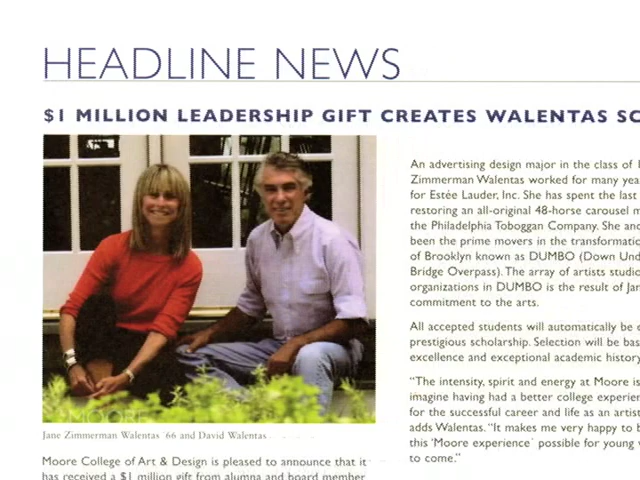 HEADLINE NEWS
$1 MILLION LEADERSHIP GIFT CREATES WALENTAS SC
MOORE
Jane Zimmerman Walentas '66 and David Walentas
Moore College of Art & Design is pleased to announce that it
has received a $1 million gift from alumna and board member
An advertising design major in the class of 1
Zimmerman Walentas worked for many yea
for Estée Lauder, Inc. She has spent the last
restoring an all-original 48-horse carousel m
the Philadelphia Toboggan Company. She and
been the prime movers in the transformatio
of Brooklyn known as DUMBO (Down Und
Bridge Overpass). The array of artists studio
organizations in DUMBO is the result of Jan
commitment to the arts.
All accepted students will automatically be c
prestigious scholarship. Selection will be bas
excellence and exceptional academic history
"The intensity, spirit and energy at Moore is
imagine having had a better college experien
for the successful career and life as an artist
adds Walentas. "It makes me very happy to b
this 'Moore experience' possible for young w
to come."